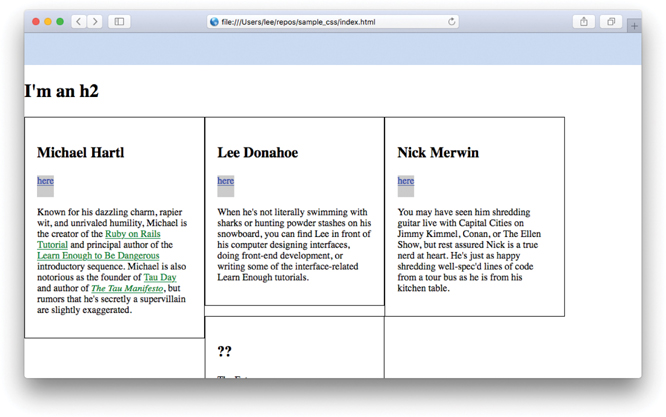 file:///Users/lee/repos/sample_css/index.html
I'm an h2
Michael Hartl
here
Known for his dazzling charm, rapier
wit, and unrivaled humility, Michael is
the creator of the Ruby on Rails
Tutorial and principal author of the
Learn Enough to Be Dangerous
introductory sequence. Michael is also
notorious as the founder of Tau Day
and author of The Tau Manifesto, but
rumors that he's secretly a supervillain
are slightly exaggerated.
Lee Donahoe
here
When he's not literally swimming with
sharks or hunting powder stashes on his
snowboard, you can find Lee in front of
his computer designing interfaces,
doing front-end development, or
writing some of the interface-related
Learn Enough tutorials.
Nick Merwin
here
You may have seen him shredding
guitar live with Capital Cities on
Jimmy Kimmel, Conan, or The Ellen
Show, but rest assured Nick is a true
nerd at heart. He's just as happy
shredding well-spec'd lines of code
from a tour bus as he is from his
kitchen table.
??